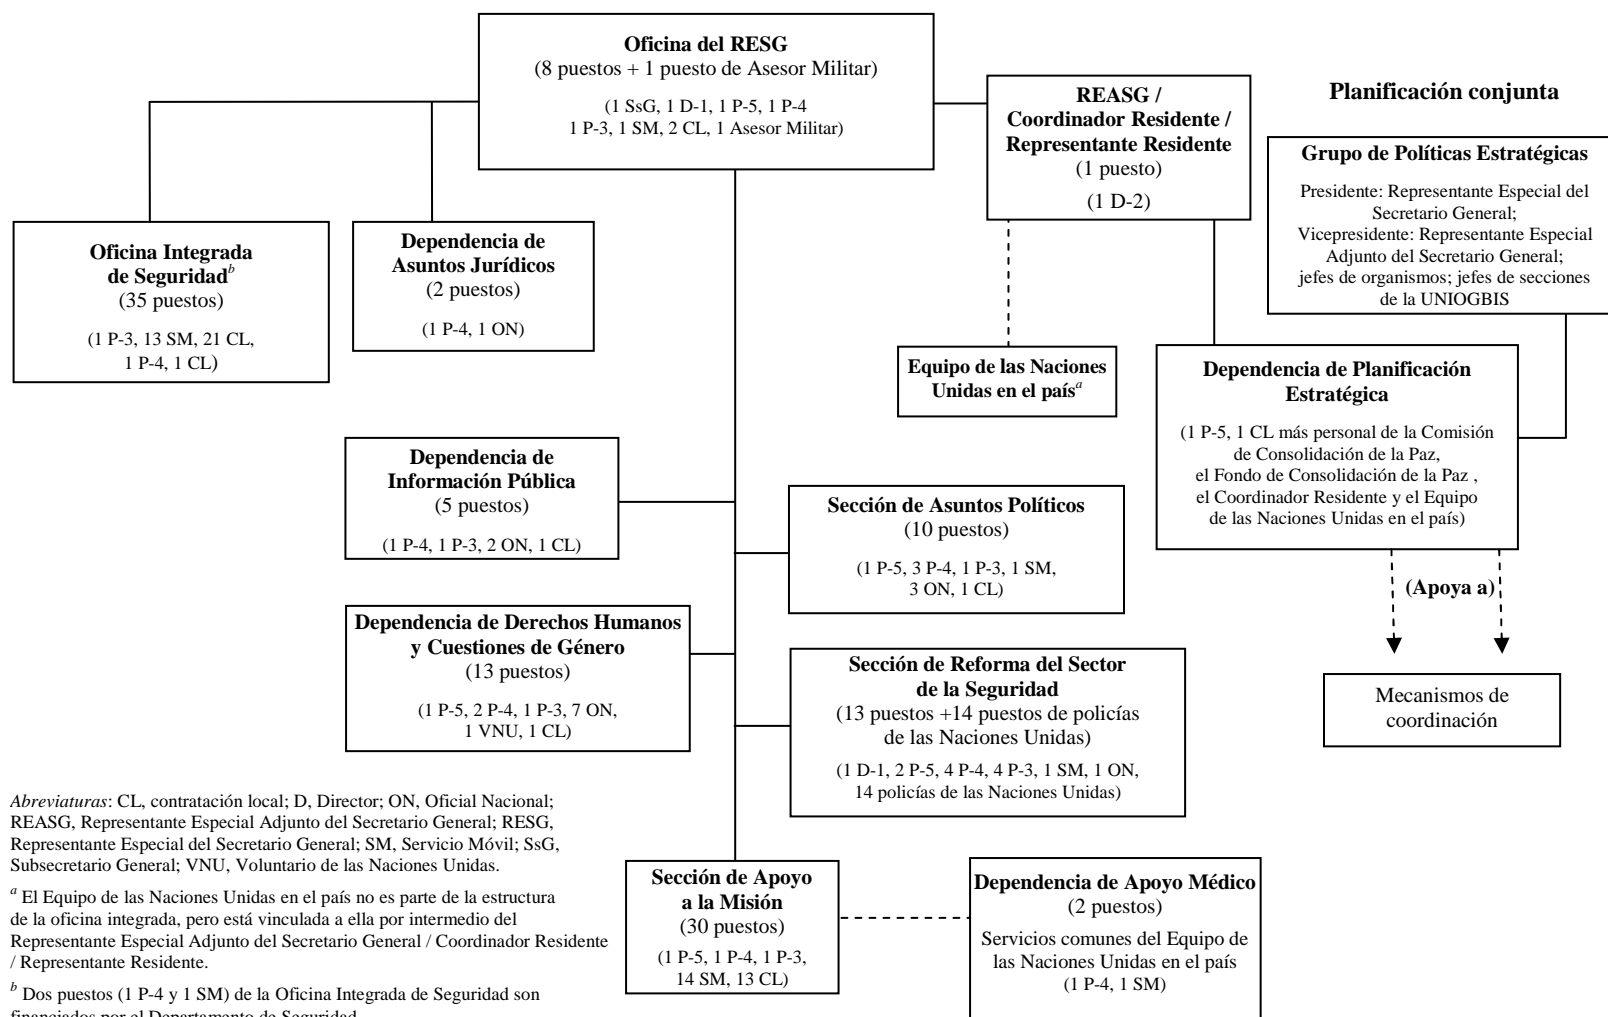 Oficina del RESG
(8 puestos + 1 puesto de Asesor Militar)
(1 SsG, 1 D-1, 1 P-5, 1 P-4
1 P-3, 1 SM, 2 CL, 1 Asesor Militar)
REASG /
Coordinador Residente /
Representante Residente
(1 puesto)
(1 D-2)
Planificación conjunta
Grupo de Políticas Estratégicas
Presidente: Representante Especial del
Secretario General;
Vicepresidente: Representante Especial
Adjunto del Secretario General;
jefes de organismos; jefes de secciones
de la UNIOGBIS
Oficina Integrada
de Seguridad b
(35 puestos)
(1 P-3, 13 SM, 21 CL,
1 P-4, 1 CL)
Dependencia de
Asuntos Jurídicos
(2 puestos)
(1 P-4, 1 ON)
Equipo de las Naciones
Unidas en el país a
Dependencia de Planificación
Estratégica
(1 P-5, 1 CL más personal de la Comisión
de Consolidación de la Paz,
el Fondo de Consolidación de la Paz ,
el Coordinador Residente y el Equipo
de las Naciones Unidas en el país)
Dependencia de
Información Pública
(5 puestos)
(1 P-4, 1 P-3, 2 ON, 1 CL)
Sección de Asuntos Políticos
(10 puestos)
(1 P-5, 3 P-4, 1 P-3, 1 SM,
3 ON, 1 CL)
(Apoya a)
Dependencia de Derechos Humanos
y Cuestiones de Género
(13 puestos)
(1 P-5, 2 P-4, 1 P-3, 7 ON,
1 VNU, 1 CL)
Sección de Reforma del Sector
de la Seguridad
(13 puestos +14 puestos de policías
de las Naciones Unidas)
(1 D-1, 2 P-5, 4 P-4, 4 P-3, 1 SM, 1 ON,
14 policías de las Naciones Unidas)
Mecanismos de
coordinación
Sección de Apoyo
a la Misión
(30 puestos)
(1 P-5, 1 P-4, 1 P-3,
14 SM, 13 CL)
Dependencia de Apoyo Médico
(2 puestos)
Servicios comunes del Equipo de
las Naciones Unidas en el país
(1 P-4, 1 SM)
Abreviaturas: CL, contratación local; D, Director; ON, Oficial Nacional;
REASG, Representante Especial Adjunto del Secretario General; RESG,
Representante Especial del Secretario General; SM, Servicio Móvil; SsG,
Subsecretario General; VNU, Voluntario de las Naciones Unidas.
a El Equipo de las Naciones Unidas en el país no es parte de la estructura
de la oficina integrada, pero está vinculada a ella por intermedio del
Representante Especial Adjunto del Secretario General / Coordinador Residente
/ Representante Residente.
b Dos puestos (1 P-4 y 1 SM) de la Oficina Integrada de Seguridad son
financiados por el Departamento de Seguridad